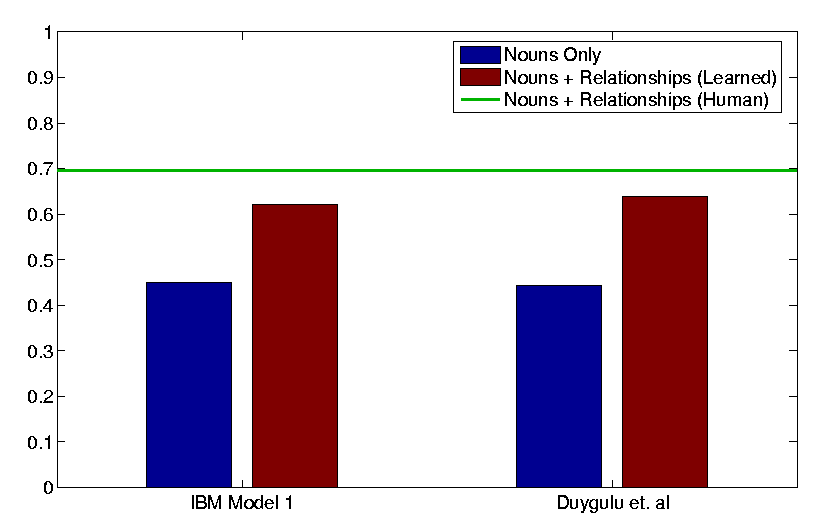 1
0.9
0.8
0.7
0.6
0.5
0.4
0.3
0.2
0.1
0
Nouns Only
Nouns + Relationships (Learned)
Nouns + Relationships (Human)
IBM Model 1
Duygulu et. al